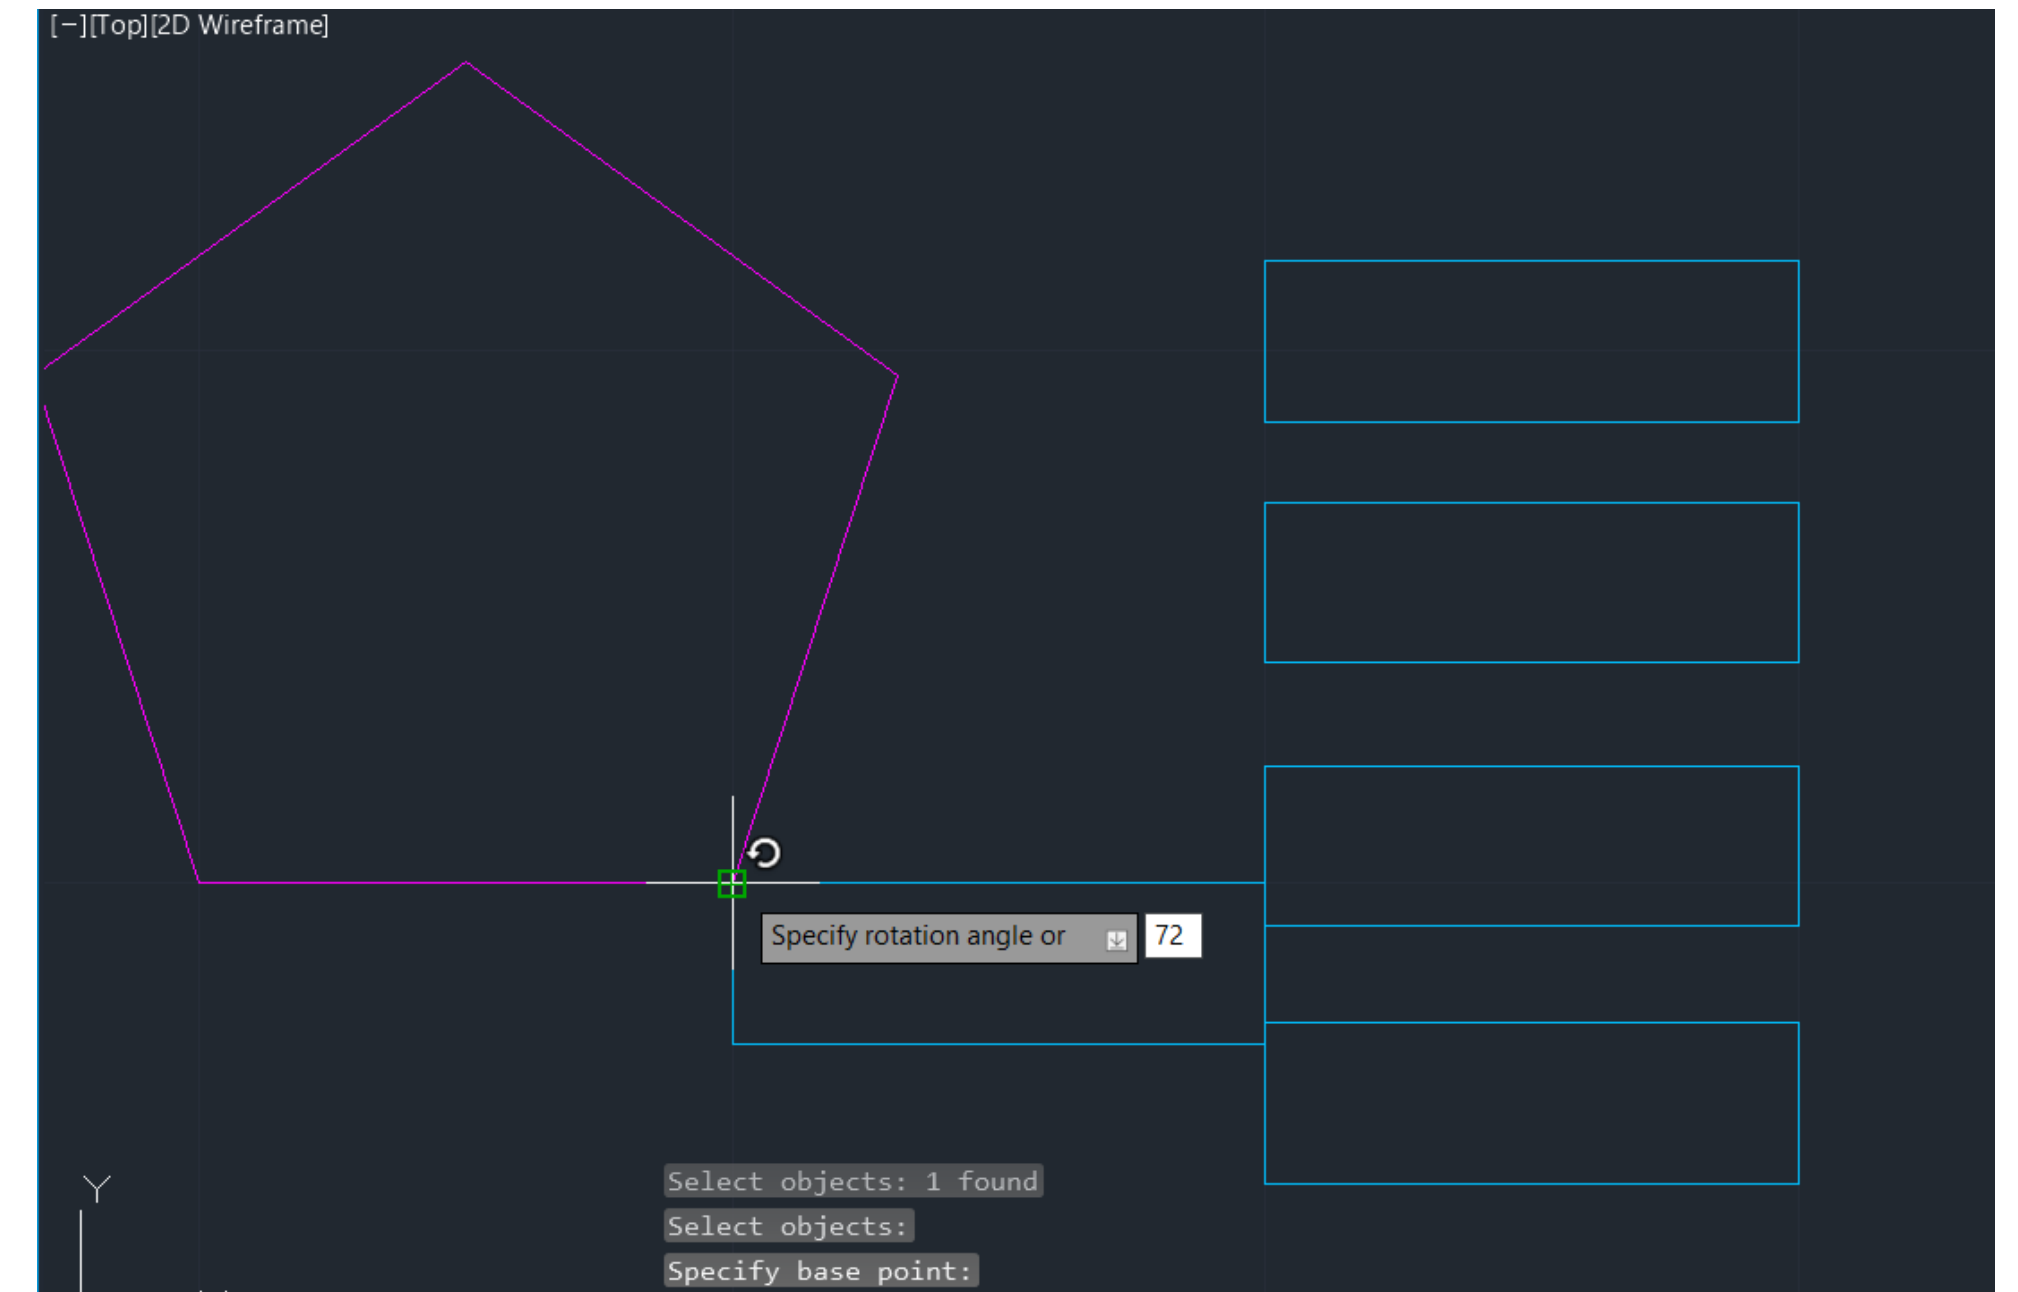 [−][Top][2D Wireframe]
Specify rotation angle or 72
Y
Select objects: 1 found
Select objects:
Specify base point: